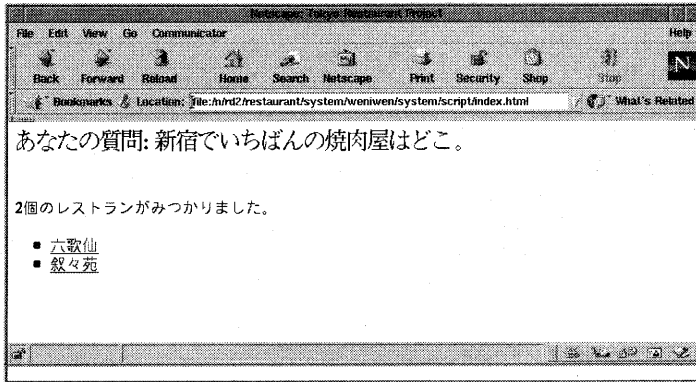 Netscape: Tokyo Restaurant Project
File Edit View Go Communicator Help
Back Forward Reload Home Search Netscape Print Security Shop Stop N
Bookmarks Location: file:/n/rd2/restaurant/system/weniwen/system/script/index.html What's Related
あなたの質問: 新宿でいちばんの焼肉屋はどこ。
2個のレストランがみつかりました。
六歌仙
叙々苑